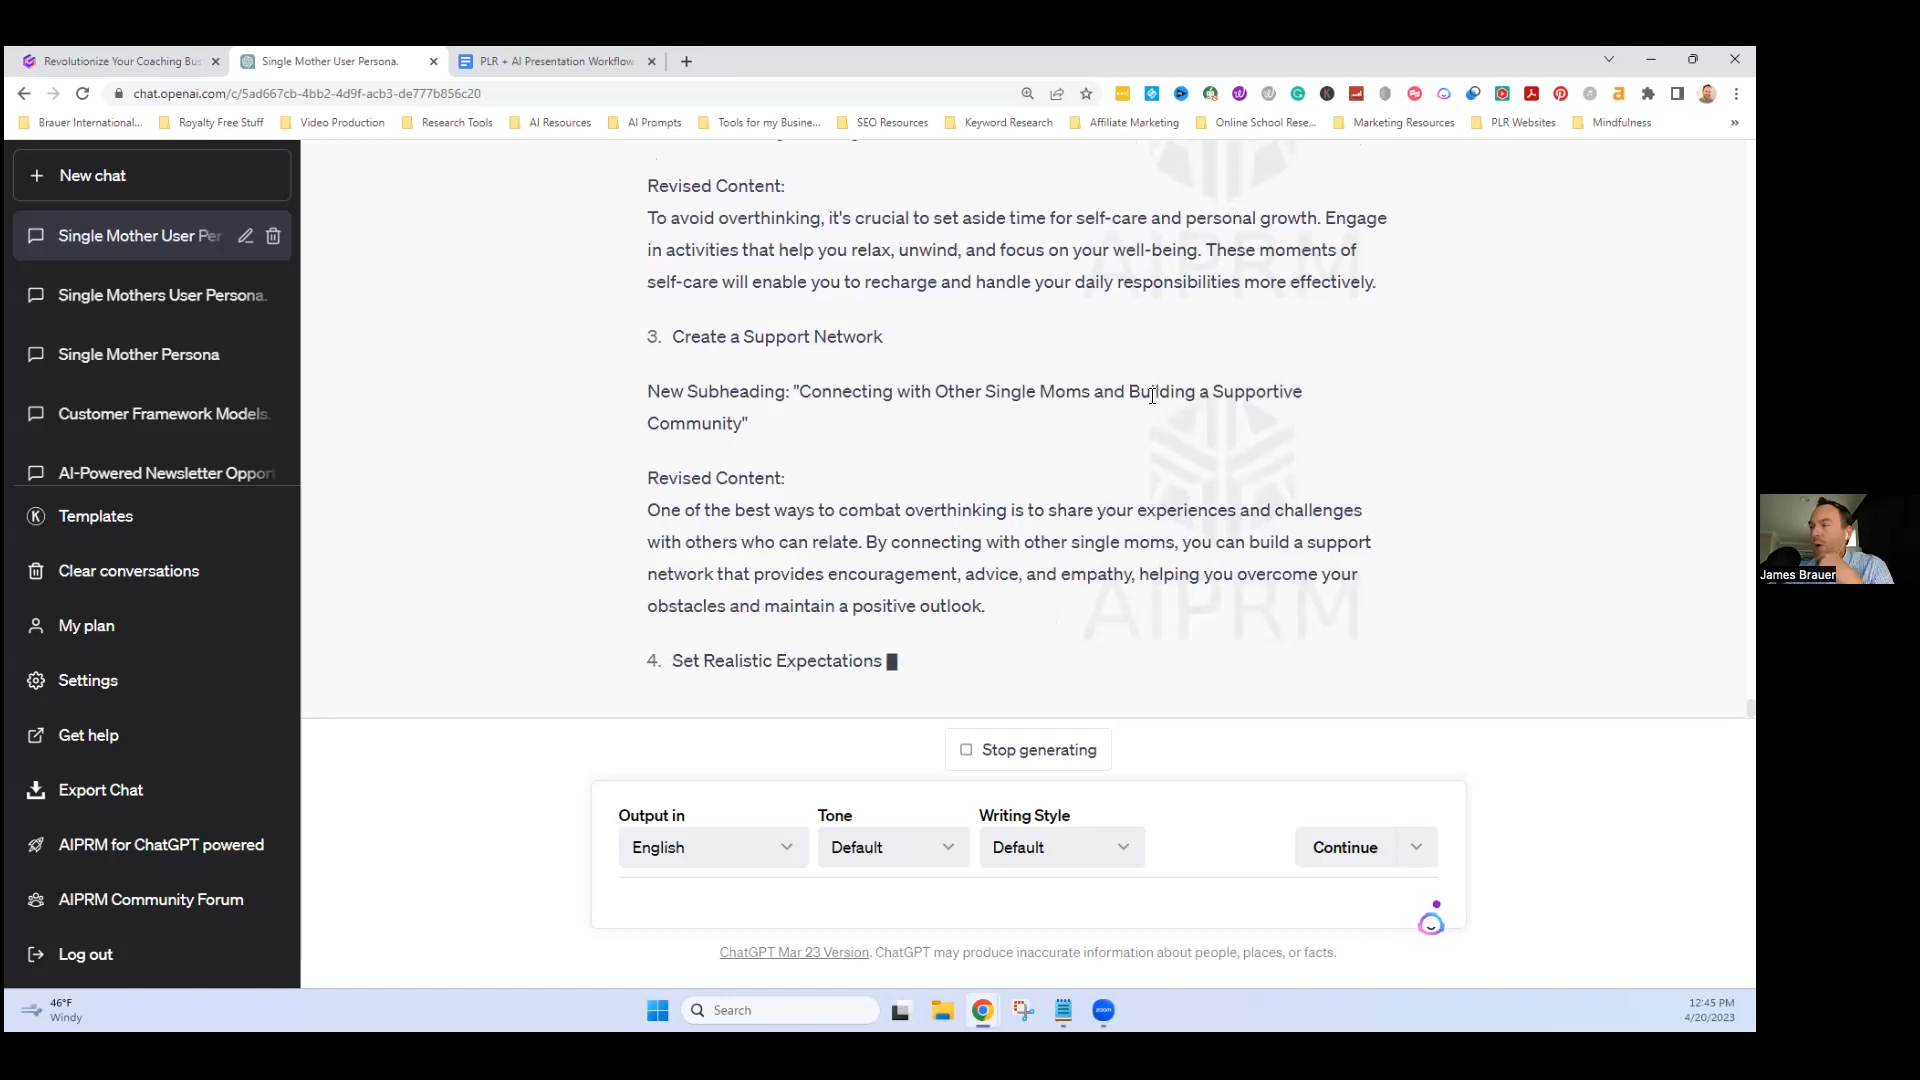 Revolutionize Your Coaching Bus
Single Mother User Persona.
PLR + AI Presentation Workflow
chat.openai.com/c/5ad667cb-4bb2-4d9f-acb3-de777b856c20
Brauer International...
Royalty Free Stuff
Video Production
Research Tools
AI Resources
AI Prompts
Tools for my Busine...
SEO Resources
Keyword Research
Affiliate Marketing
Online School Rese...
Marketing Resources
PLR Websites
Mindfulness
»
+ New chat
Single Mother User Per
Single Mothers User Persona.
Single Mother Persona
Customer Framework Models.
AI-Powered Newsletter Oppor
Templates
Clear conversations
My plan
Settings
Get help
Export Chat
AIPRM for ChatGPT powered
AIPRM Community Forum
Log out
Revised Content:
To avoid overthinking, it's crucial to set aside time for self-care and personal growth. Engage
in activities that help you relax, unwind, and focus on your well-being. These moments of
self-care will enable you to recharge and handle your daily responsibilities more effectively.
3. Create a Support Network
New Subheading: "Connecting with Other Single Moms and Building a Supportive
Community"
Revised Content:
One of the best ways to combat overthinking is to share your experiences and challenges
with others who can relate. By connecting with other single moms, you can build a support
network that provides encouragement, advice, and empathy, helping you overcome your
obstacles and maintain a positive outlook.
4. Set Realistic Expectations
AIPRM
AIPRM
Stop generating
Output in
Tone
Writing Style
English
Default
Default
Continue
ChatGPT Mar 23 Version. ChatGPT may produce inaccurate information about people, places, or facts.
James Brauer
46°F
Windy
Search
zoom
12:45 PM
4/20/2023